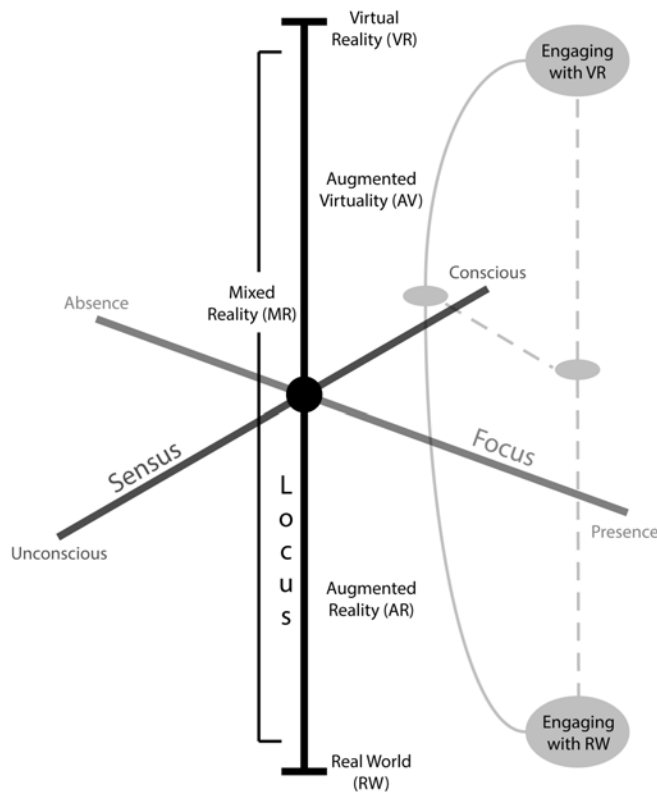 Virtual
Reality (VR)
Engaging
with VR
Augmented
Virtuality (AV)
Conscious
Absence
Mixed
Reality (MR)
Sensus
Focus
Locus
Unconscious
Presence
Augmented
Reality (AR)
Engaging
with RW
Real World
(RW)